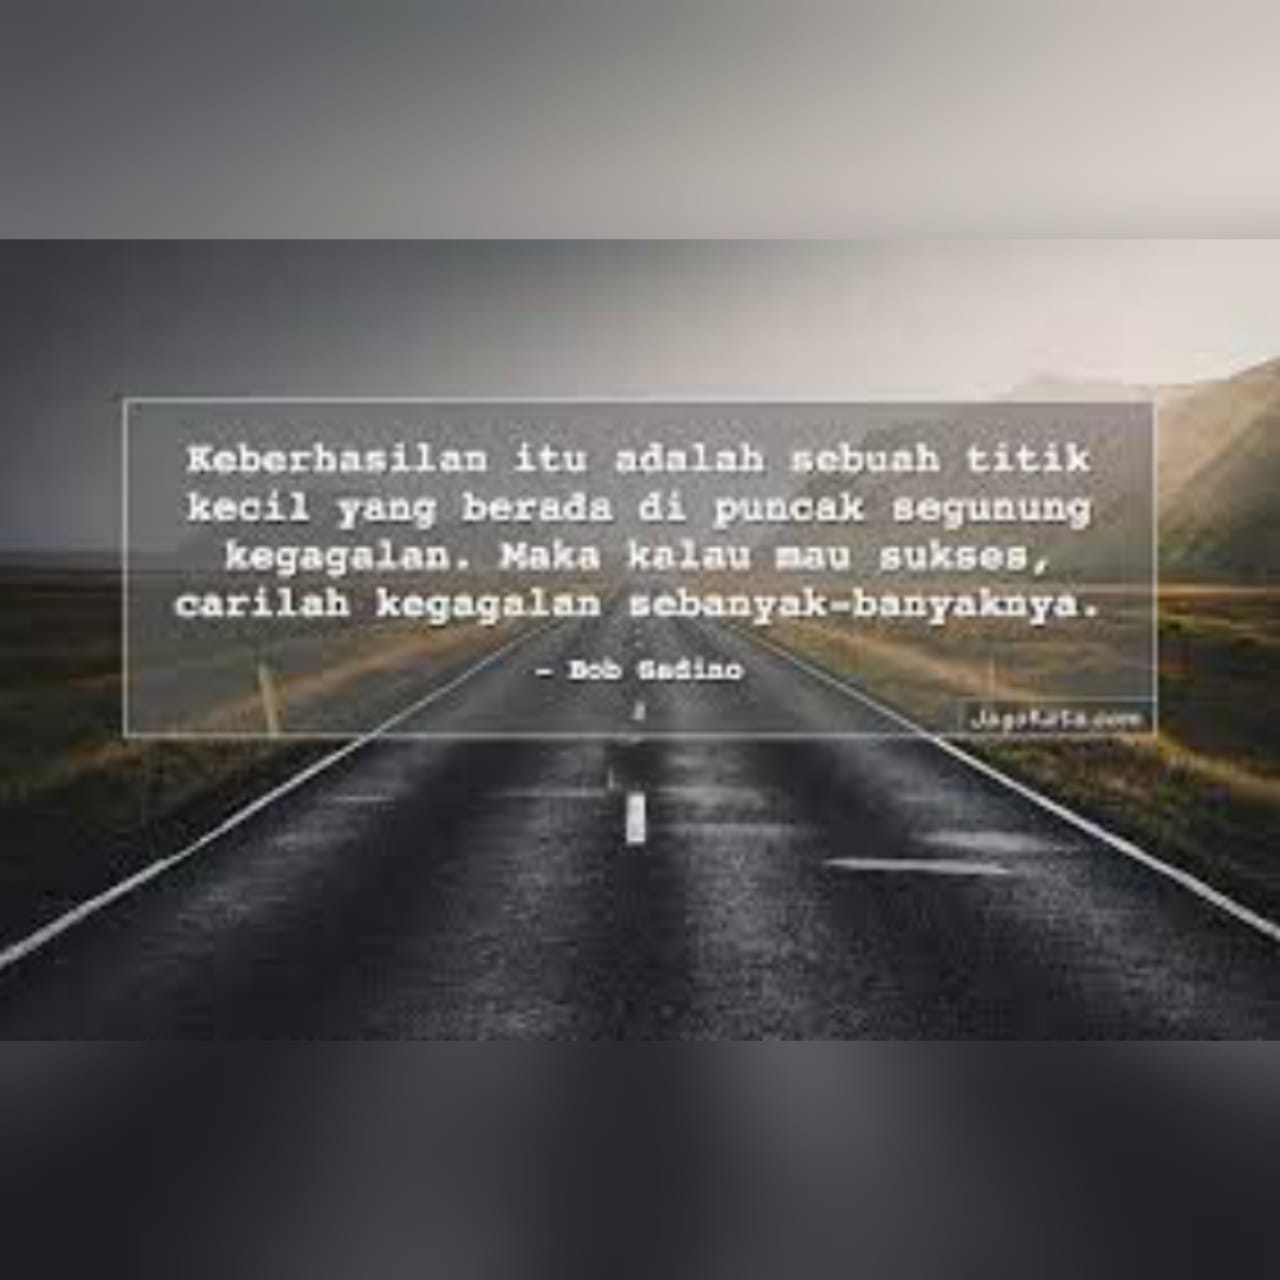 Keberhasilan itu adalah sebuah titik
kecil yang berada di puncak segunung
kegagalan. Maka kalau mau sukses,
carilah kegagalan sebanyak-banyaknya.
- Bob Sadino
JagoKata.com